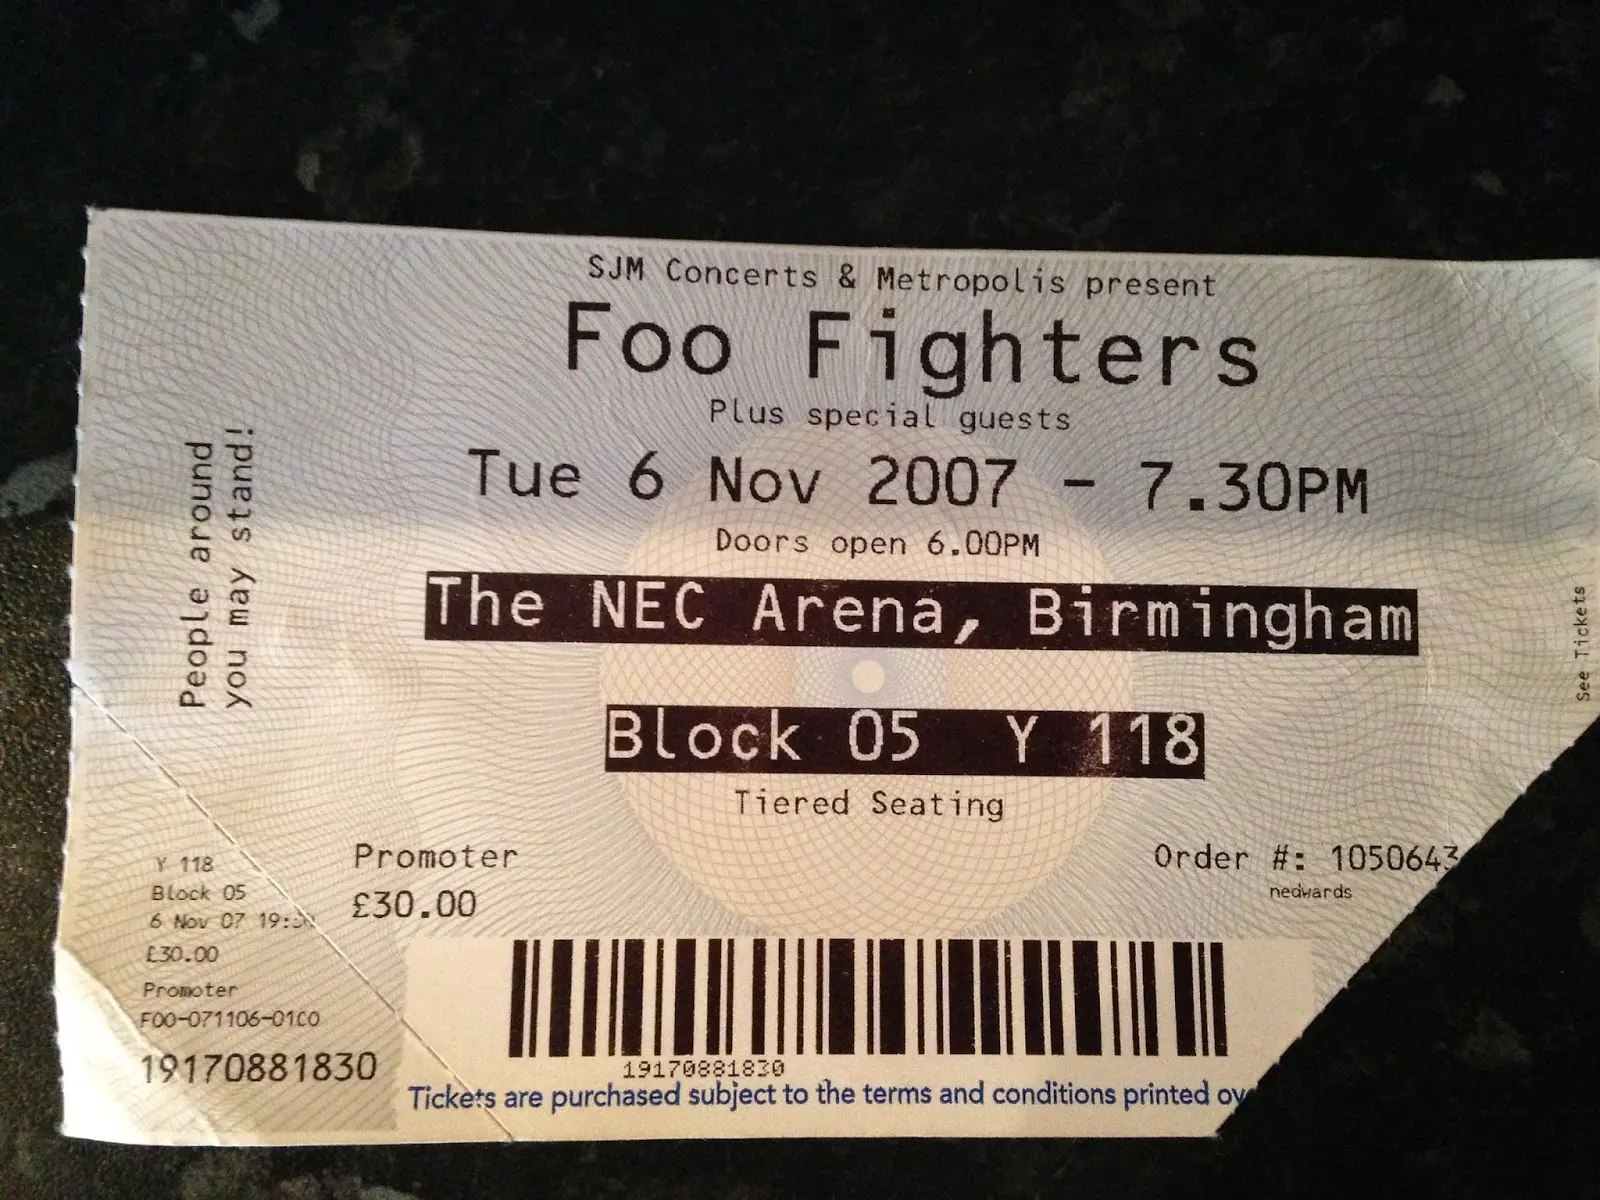 SJM Concerts & Metropolis present
Foo Fighters
Plus special guests
Tue 6 Nov 2007 - 7.30PM
Doors open 6.00PM
The NEC Arena, Birmingham
Block 05 Y 118
Tiered Seating
People around
you may stand!
See Tickets
Promoter
£30.00
Order #: 1050643
nedwards
Y 118
Block 05
6 Nov 07
£30.00
Promoter
19170881830
19170881830
Tickets are purchased subject to the terms and conditions printed